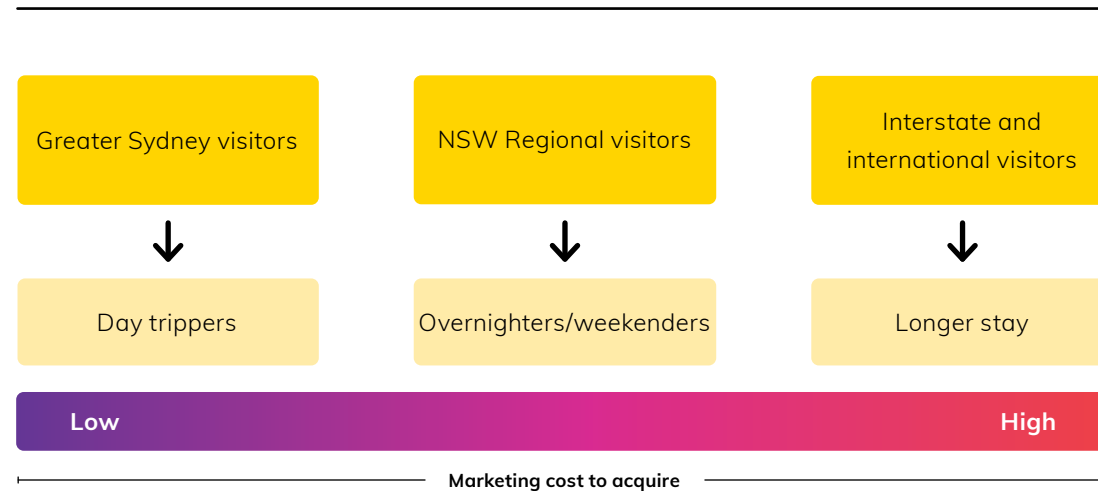 Greater Sydney visitors
NSW Regional visitors
Interstate and
international visitors
Day trippers
Overnighters/weekenders
Longer stay
Low
High
Marketing cost to acquire